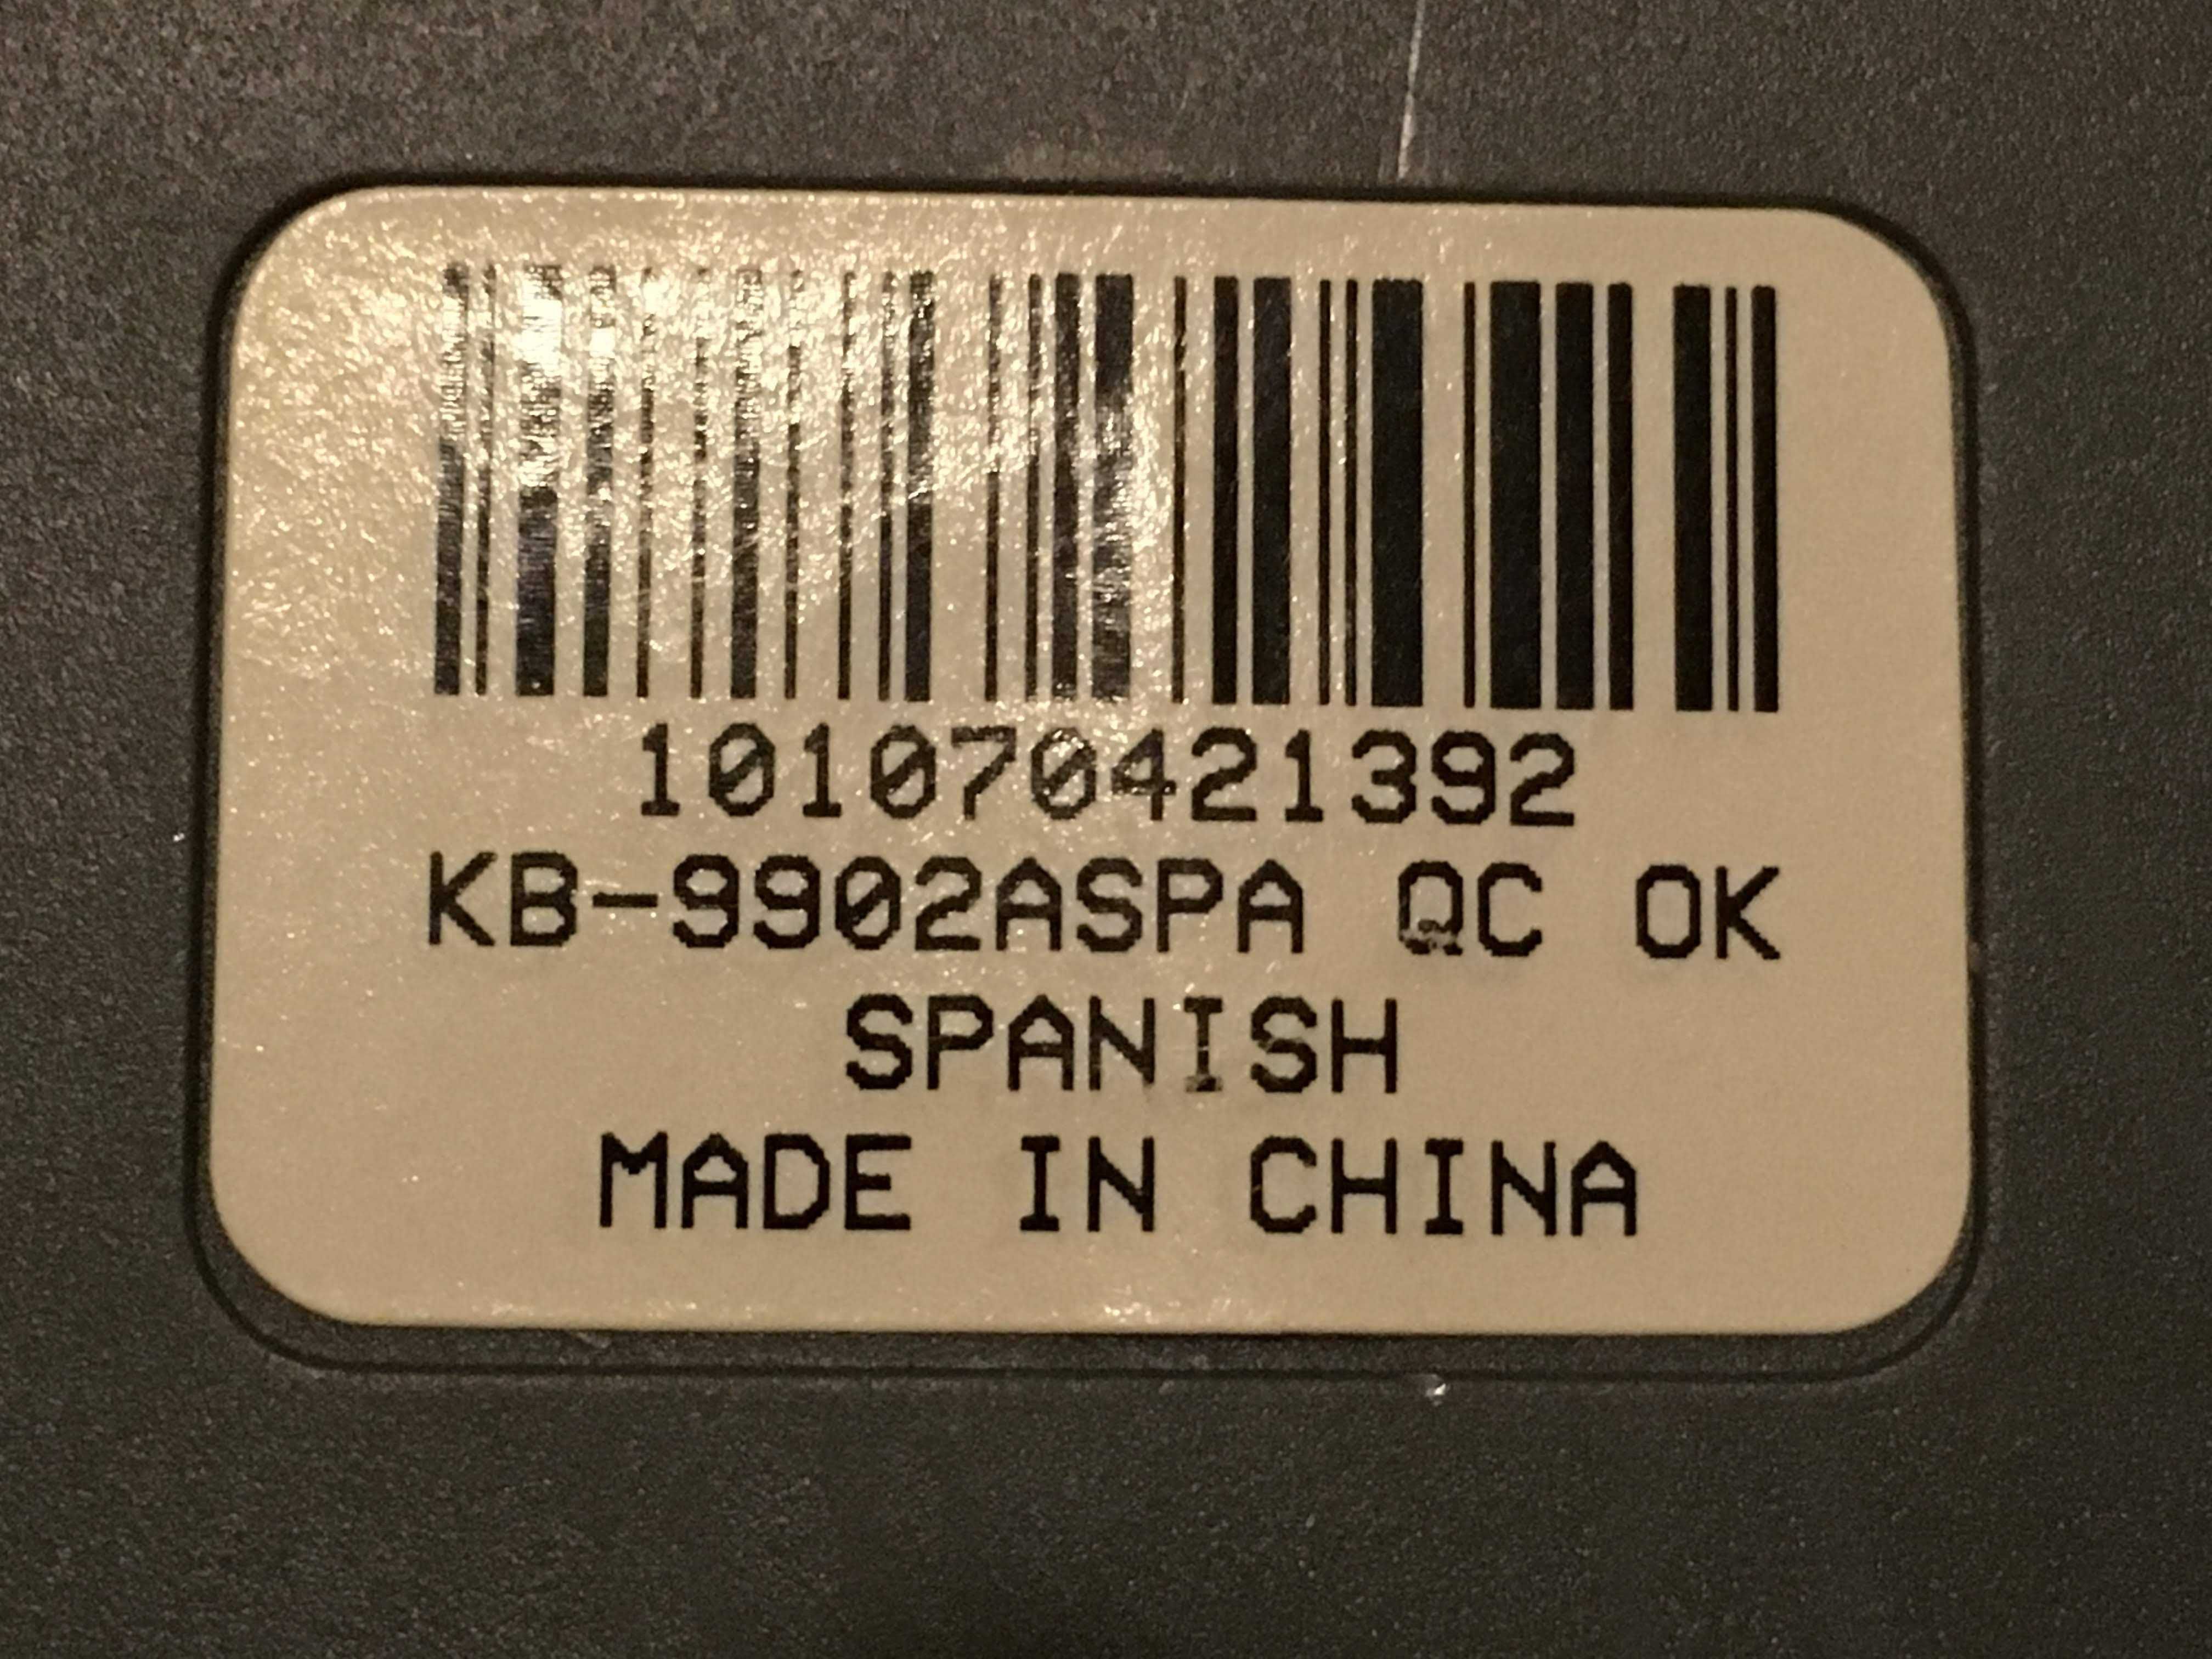 101070421392
KB-9902ASPA QC OK
SPANISH
MADE IN CHINA